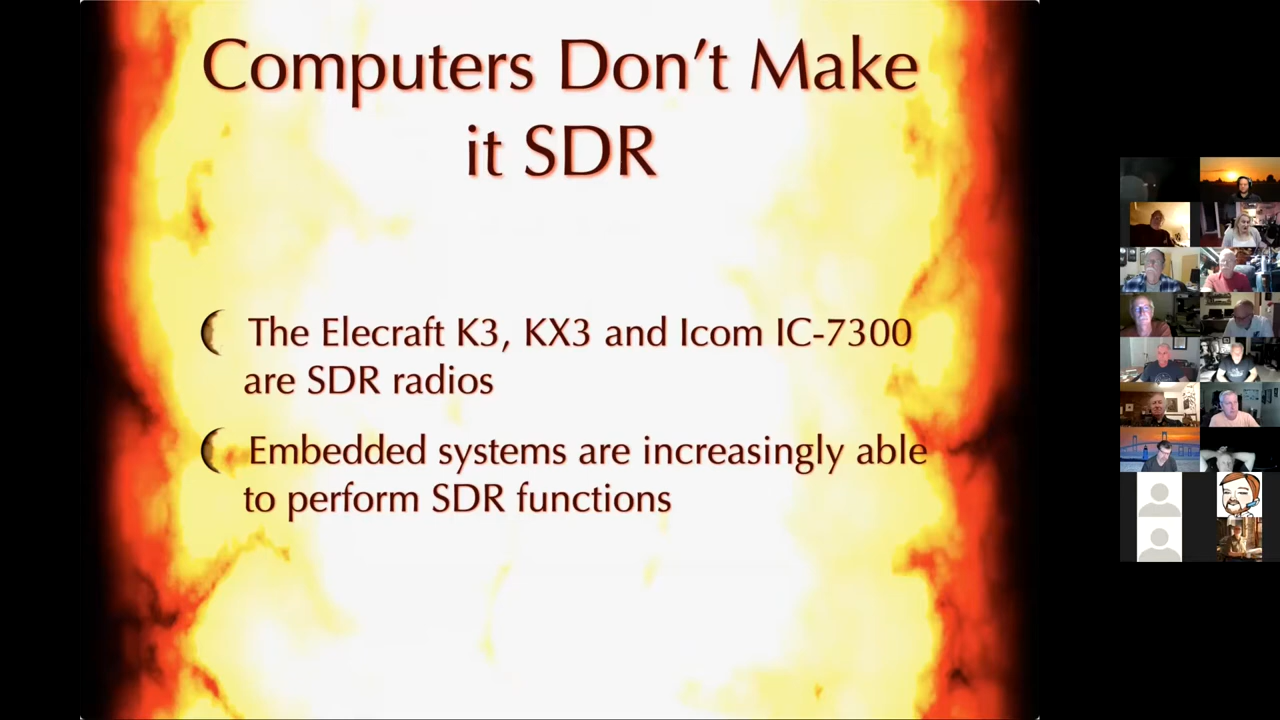 Computers Don’t Make
it SDR
The Elecraft K3, KX3 and Icom IC-7300
are SDR radios
Embedded systems are increasingly able
to perform SDR functions